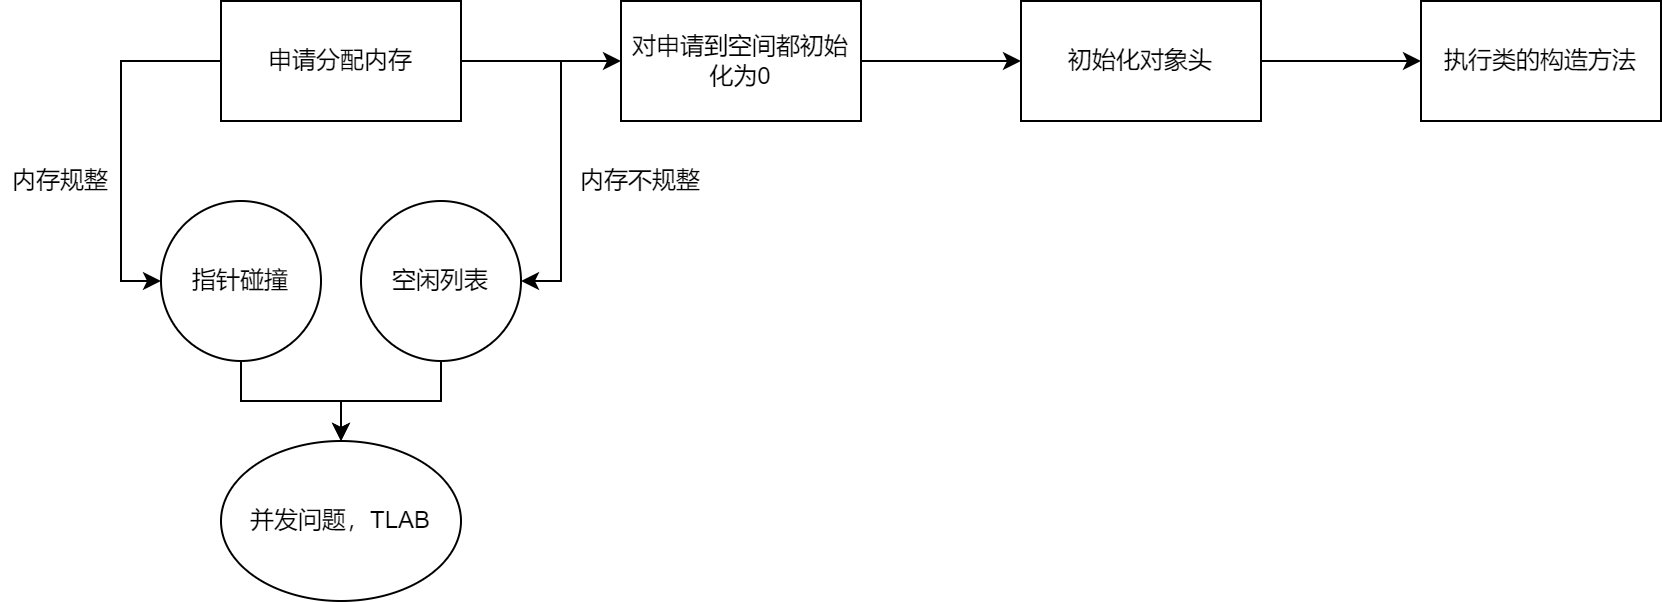 申请分配内存
对申请到空间都初始
化为0
初始化对象头
执行类的构造方法
内存规整
内存不规整
指针碰撞
空闲列表
并发问题，TLAB